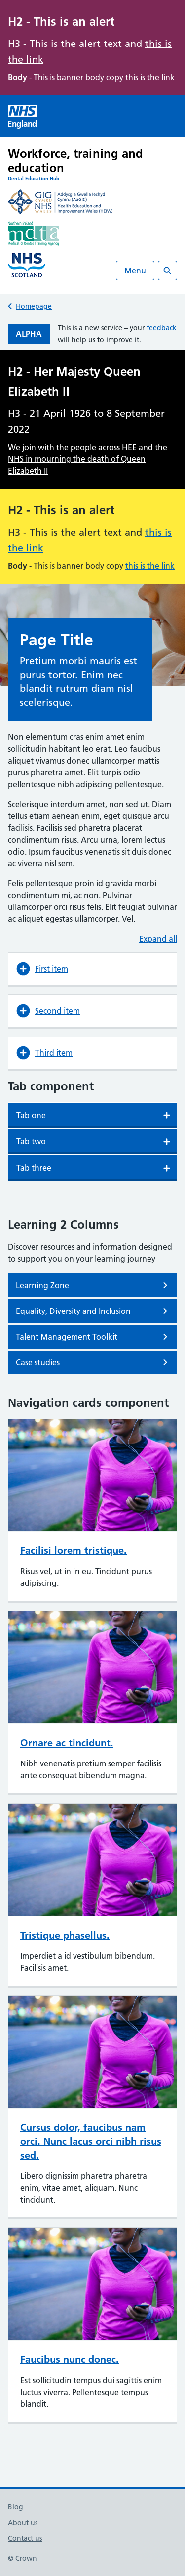 H2 - This is an alert
H3 - This is the alert text and this is
the link
Body - This is banner body copy this is the link
NHS
England
Workforce, training and
education
Dental Education Hub
GIG
CYMRU
NHS
WALES
Addysg a Gwella Iechyd
Cymru (AaGIC)
Health Education and
Improvement Wales (HEIW)
Northern Ireland
mdta
Medical & Dental Training Agency
NHS
SCOTLAND
Menu
Homepage
ALPHA
This is a new service – your feedback
will help us to improve it.
H2 - Her Majesty Queen
Elizabeth II
H3 - 21 April 1926 to 8 September
2022
We join with the people across HEE and the
NHS in mourning the death of Queen
Elizabeth II
H2 - This is an alert
H3 - This is the alert text and this is
the link
Body - This is banner body copy this is the link
Page Title
Pretium morbi mauris est
purus tortor. Enim nec
blandit rutrum diam nisl
scelerisque.
Non elementum cras enim amet enim
sollicitudin habitant leo erat. Leo faucibus
aliquet vivamus donec ullamcorper mattis
purus pharetra amet. Elit turpis odio
pellentesque nibh adipiscing pellentesque.
Scelerisque interdum amet, non sed ut. Diam
tellus etiam aenean erat, eget quisque arcu
facilisis. Facilisis sed pharetra placerat
condimentum risus. Arcu urna, lorem lectus
odio. Ipsum faucibus venenatis sit duis donec
ac viverra nisl sem.
Felis pellentesque proin id gravida morbi
condimentum mi, ac non. Pulvinar
ullamcorper orci risus felis. Elit feugiat pulvinar
ac aliquet egestas ullamcorper. Vel.
Expand all
First item
Second item
Third item
Tab component
Tab one
Tab two
Tab three
Learning 2 Columns
Discover resources and information designed
to support you on your learning journey
Learning Zone
Equality, Diversity and Inclusion
Talent Management Toolkit
Case studies
Navigation cards component
Facilisi lorem tristique.
Risus vel, ut in in eu. Tincidunt purus
adipiscing.
Ornare ac tincidunt.
Nibh venenatis pretium semper facilisis
ante consequat bibendum magna.
Tristique phasellus.
Imperdiet a id vestibulum bibendum.
Facilisis amet.
Cursus dolor, faucibus nam
orci. Nunc lacus orci nibh risus
sed.
Libero dignissim pharetra pharetra
enim, vitae amet, aliquam. Nunc
tincidunt.
Faucibus nunc donec.
Est sollicitudin tempus dui sagittis enim
luctus viverra. Pellentesque tempus
blandit.
Blog
About us
Contact us
© Crown